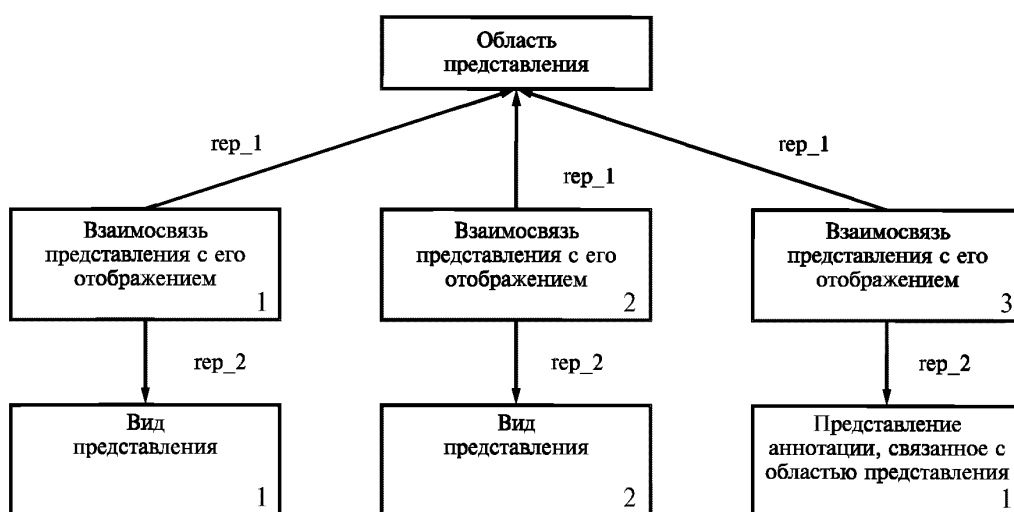 Область
представления
rep_1
rep_1
rep_1
Взаимосвязь
представления с его
отображением
1
Взаимосвязь
представления с его
отображением
2
Взаимосвязь
представления с его
отображением
3
rep_2
rep_2
rep_2
Вид
представления
1
Вид
представления
2
Представление
аннотации, связанное с
областью представления
1